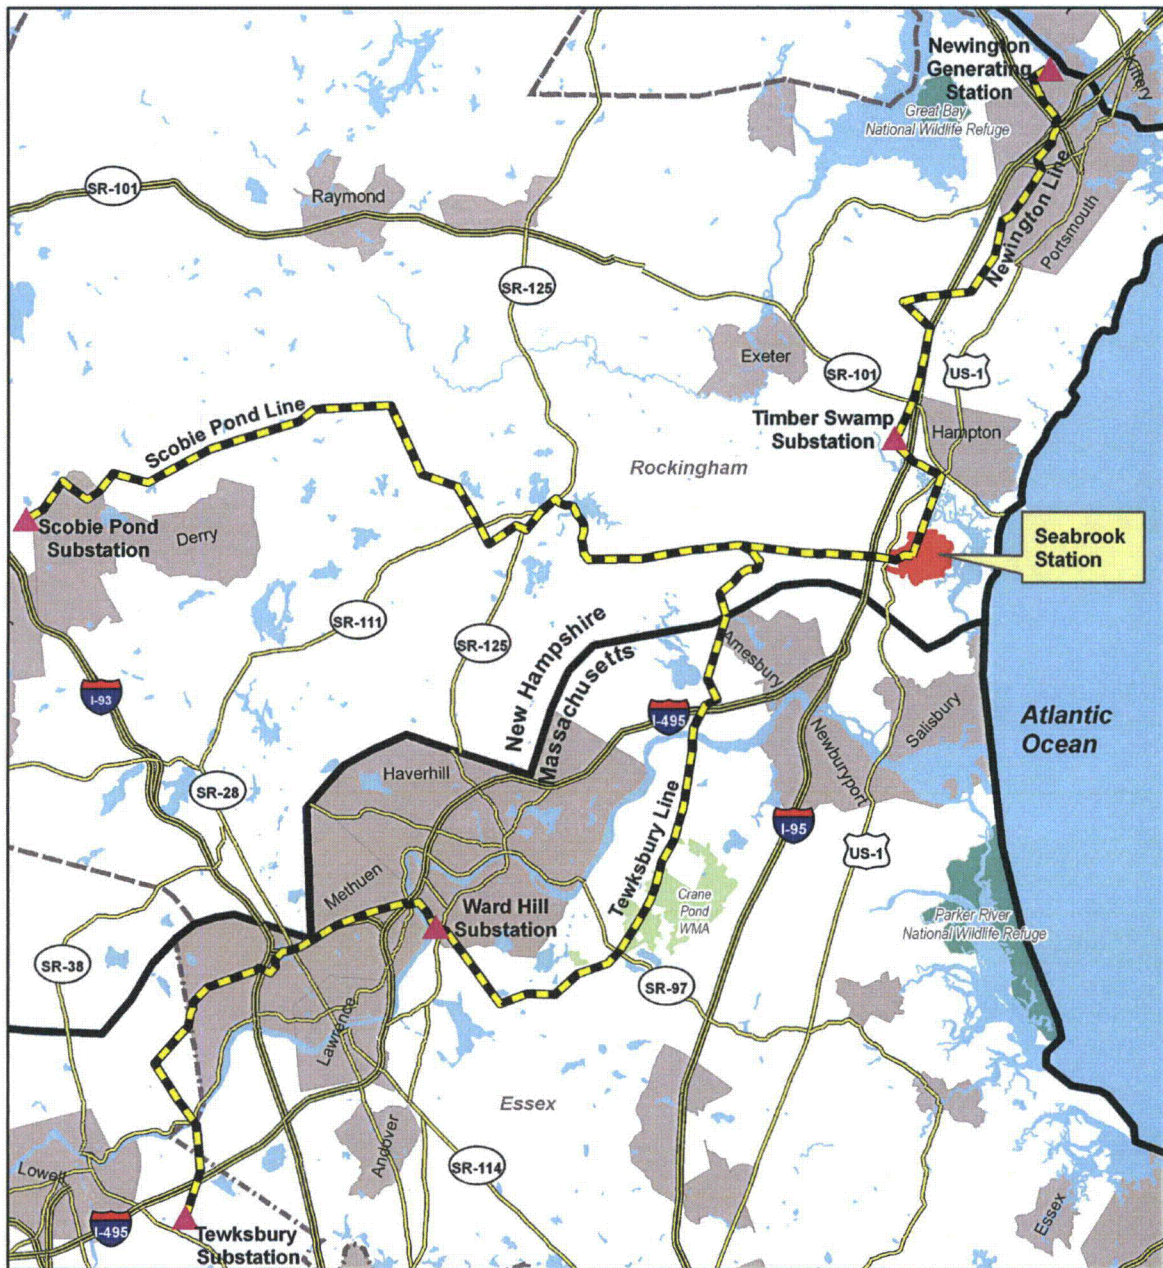 Newington
Generating
Station
Kittery
Great Bay
National Wildlife Refuge
SR-101
Raymond
Newington Line
Portsmouth
SR-125
Exeter
SR-101
US-1
Scobie Pond Line
Timber Swamp
Substation
Hampton
Rockingham
Scobie Pond
Substation
Derry
Seabrook
Station
SR-111
SR-125
New Hampshire
Massachusetts
Amesbury
I-93
I-495
Salisbury
Atlantic
Ocean
Newburyport
Haverhill
SR-28
Tewksbury Line
I-95
US-1
Methuen
Crane
Pond
WMA
Ward Hill
Substation
Parker River
National Wildlife Refuge
SR-38
SR-97
Lawrence
Essex
Andover
SR-114
Lowell
Essex
I-495
Tewksbury
Substation